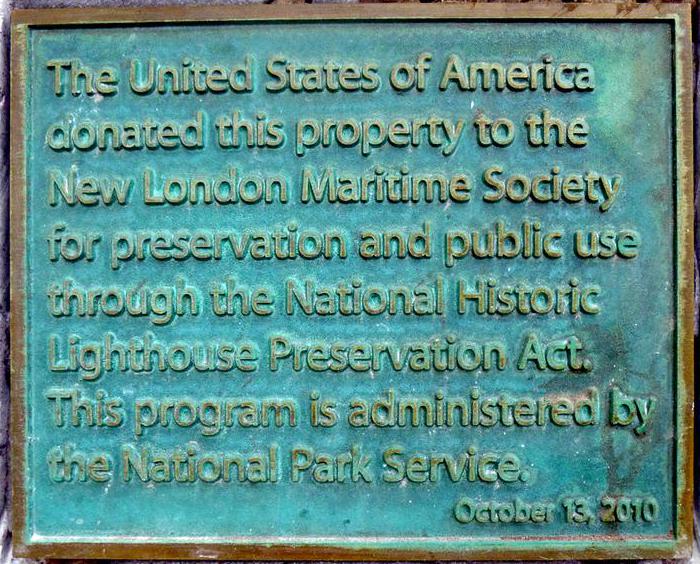 The United States of America
donated this property to the
New London Maritime Society
for preservation and public use
through the National Historic
Lighthouse Preservation Act.
This program is administered by
the National Park Service.
October 13, 2010